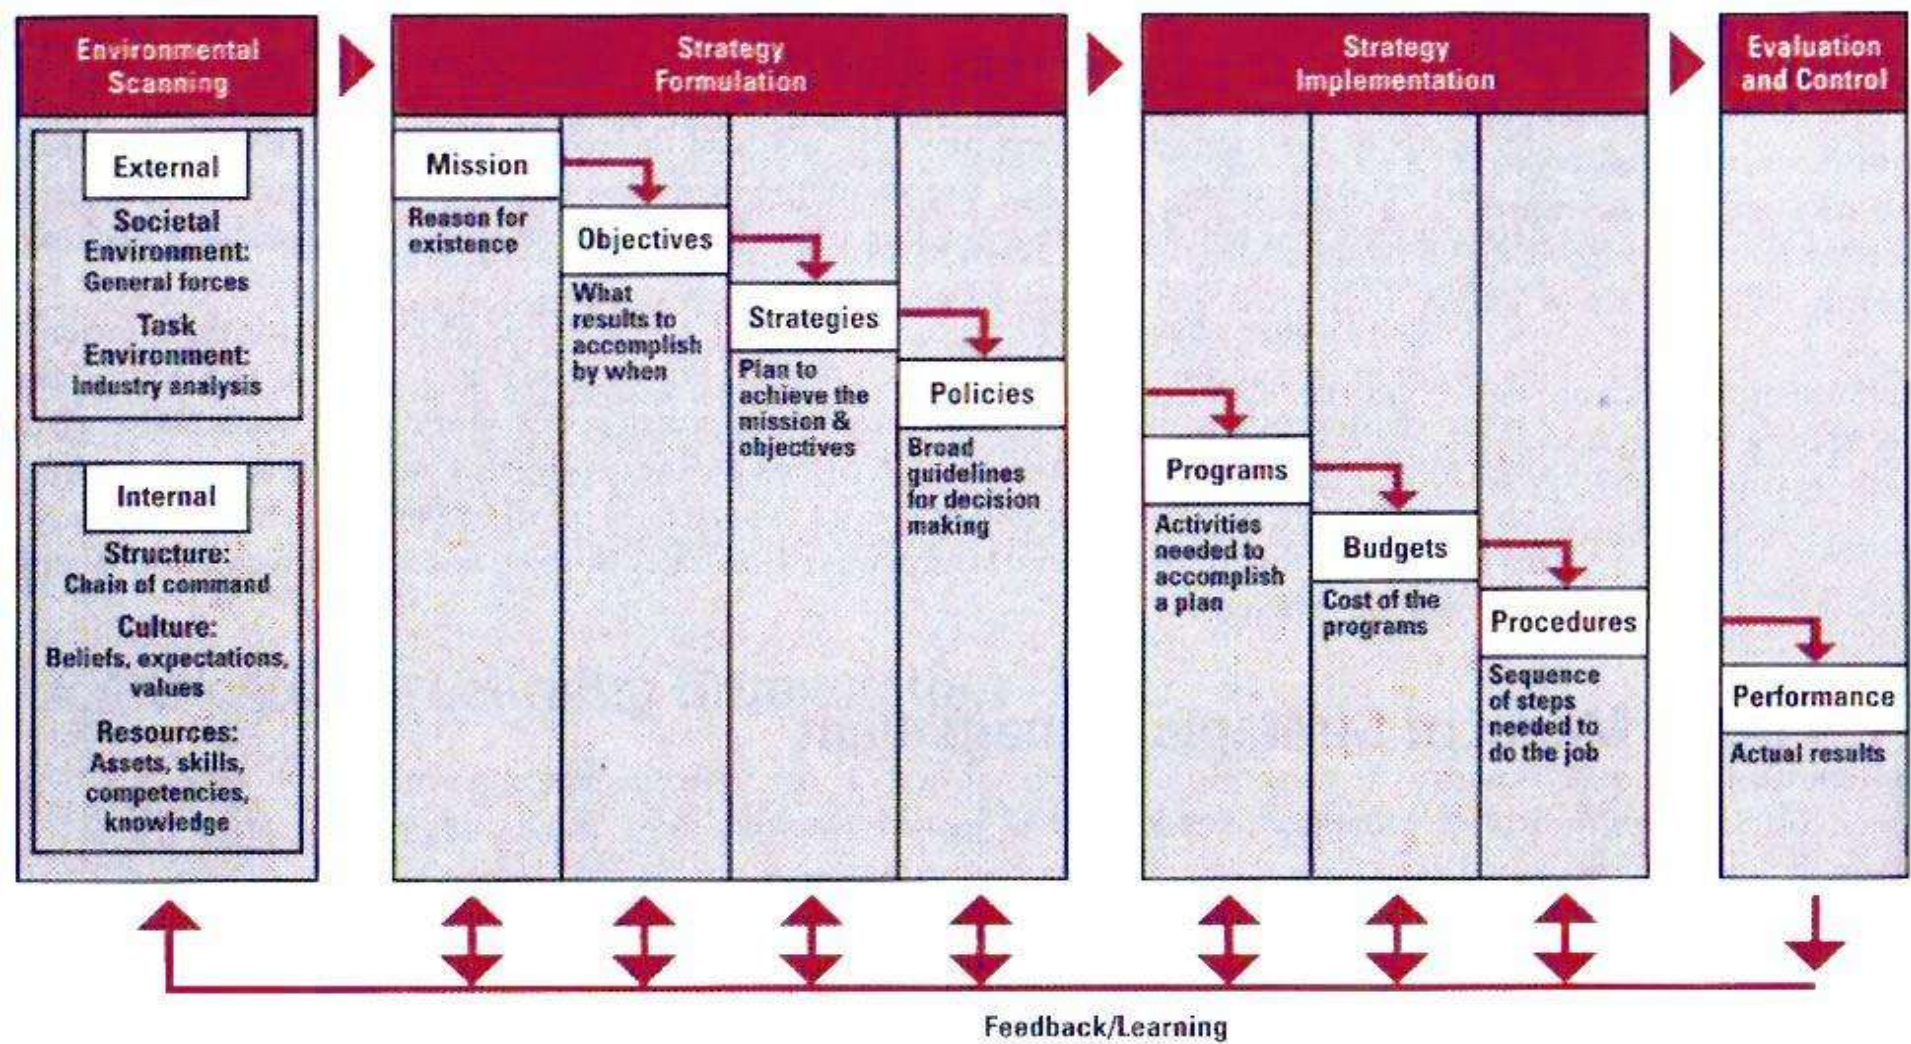 Environmental
Scanning
Strategy
Formulation
Strategy
Implementation
Evaluation
and Control
External
Societal
Environment:
General forces
Task
Environment:
Industry analysis
Internal
Structure:
Chain of command
Culture:
Beliefs, expectations,
values
Resources:
Assets, skills,
competencies,
knowledge
Mission
Reason for
existence
Objectives
What
results to
accomplish
by when
Strategies
Plan to
achieve the
mission &
objectives
Policies
Broad
guidelines
for decision
making
Programs
Activities
needed to
accomplish
a plan
Budgets
Cost of the
programs
Procedures
Sequence
of steps
needed to
do the job
Performance
Actual results
Feedback/Learning